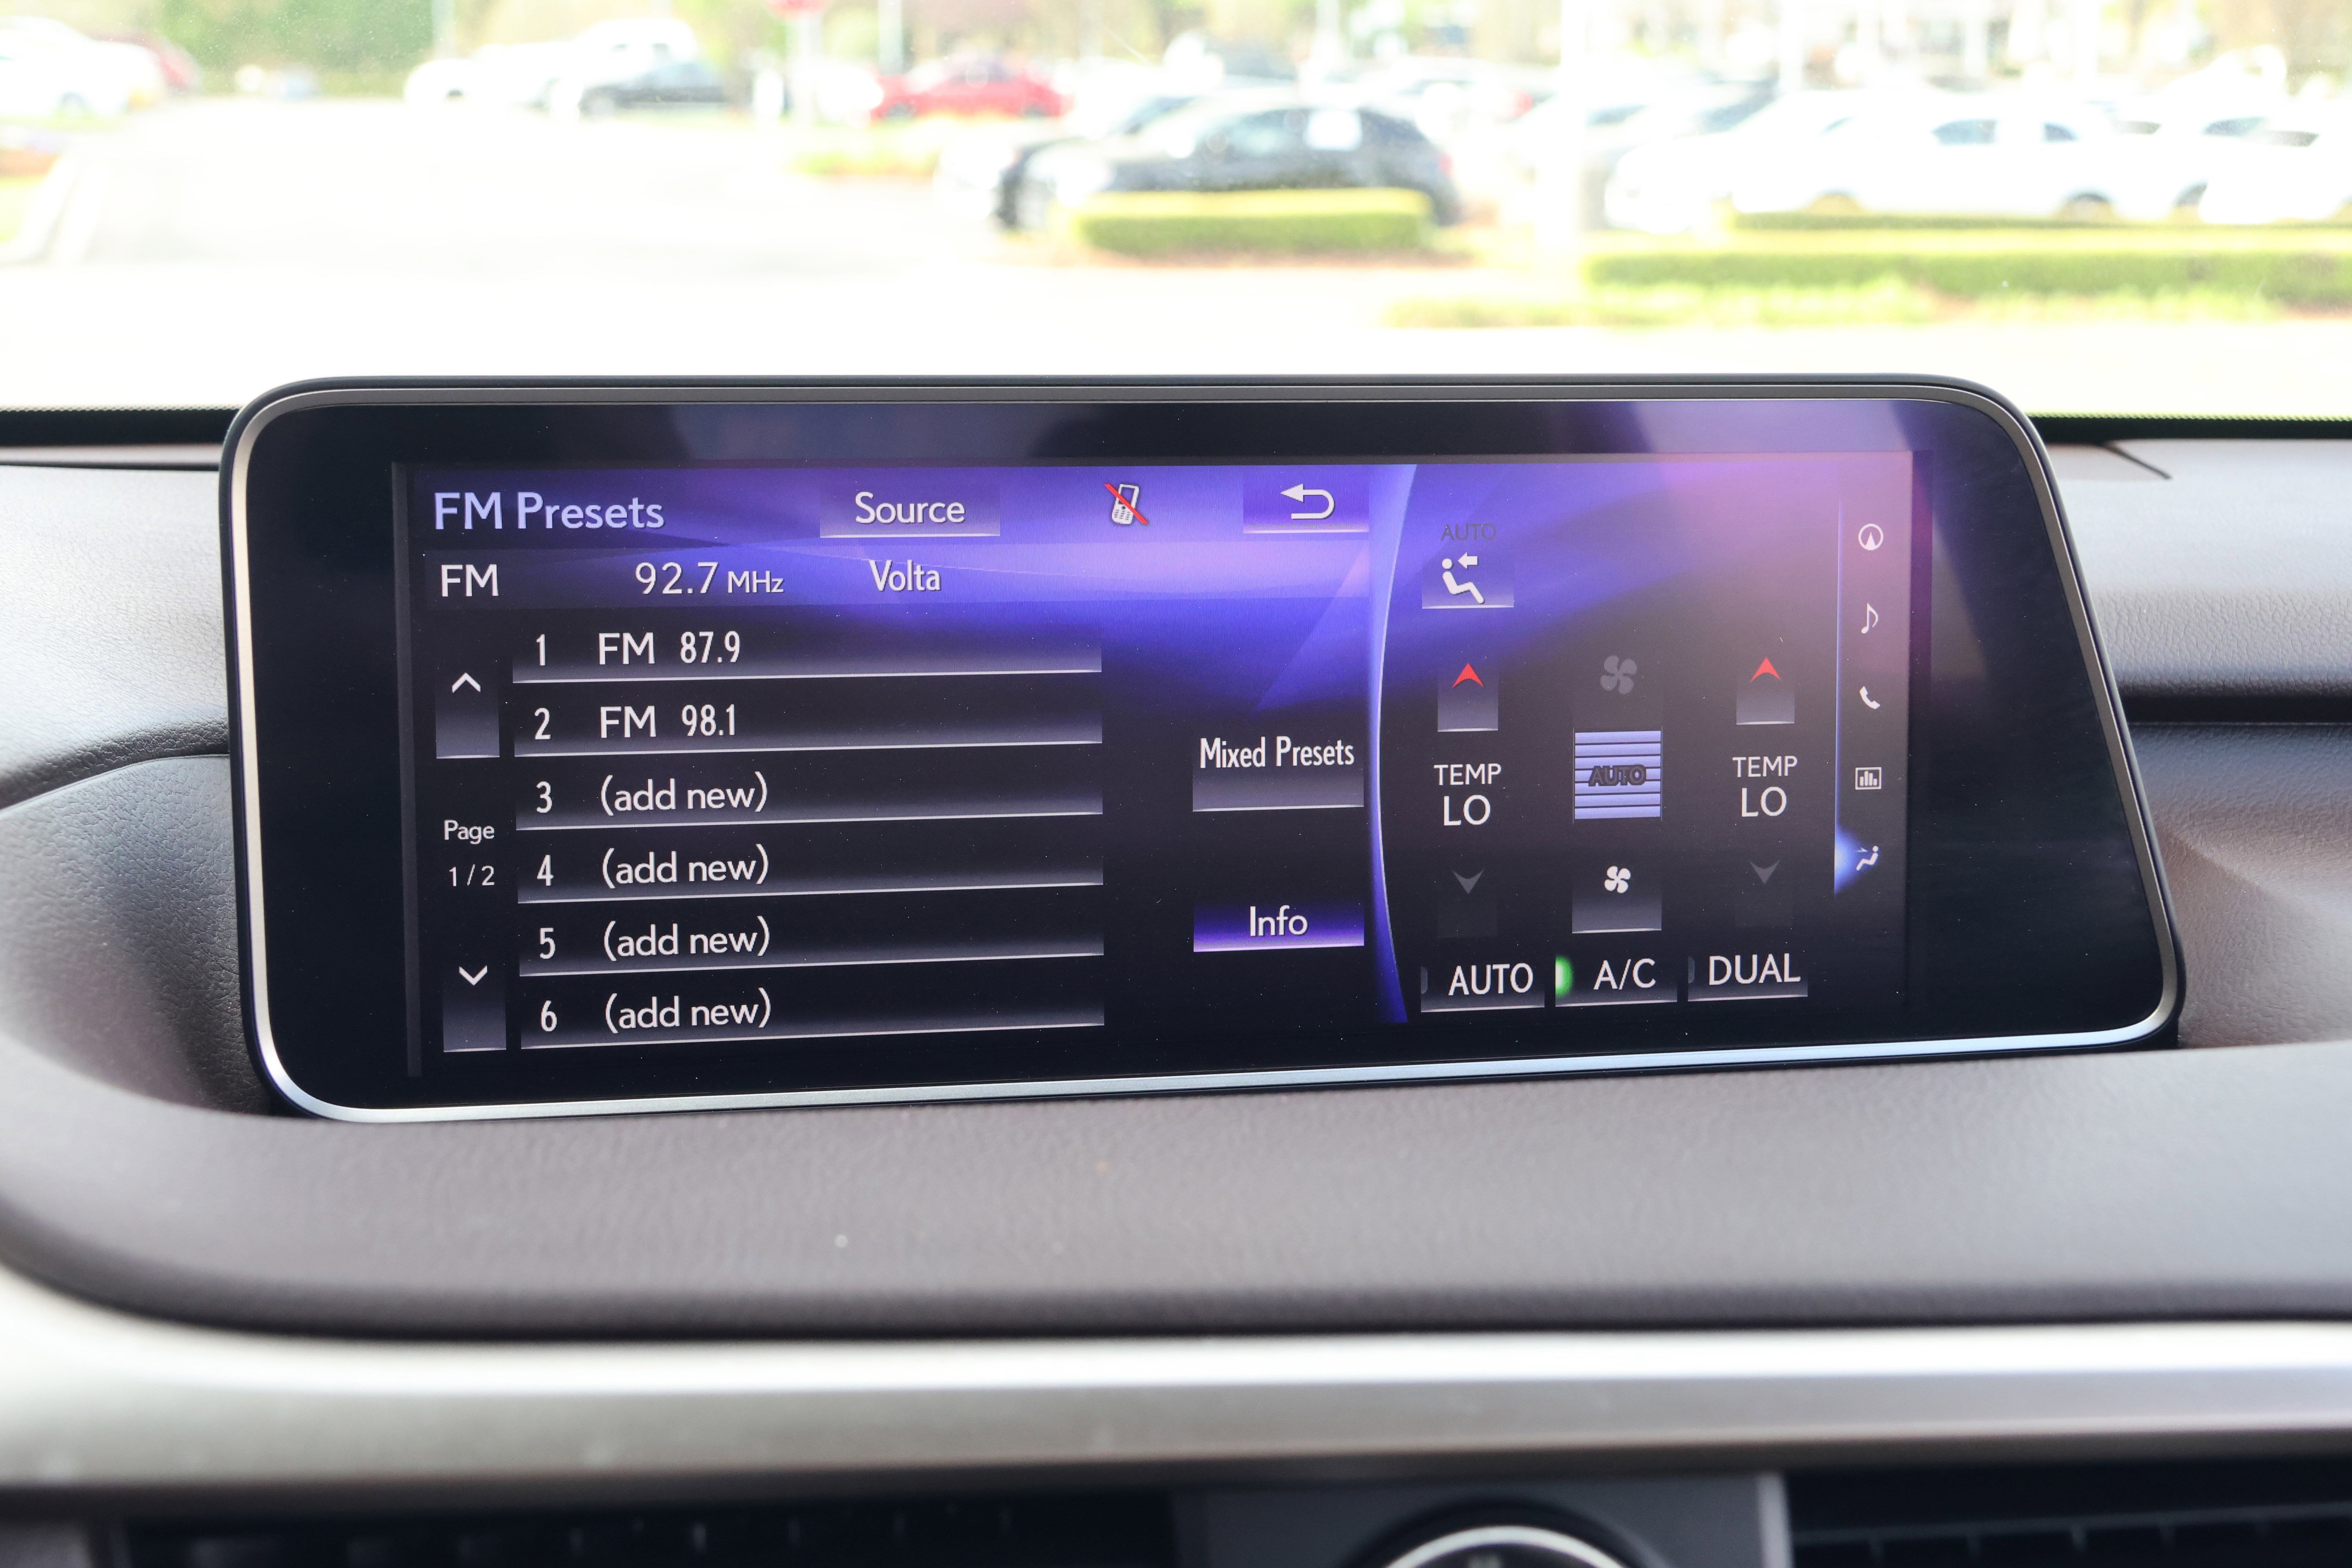 FM Presets Source
FM 92.7 MHz Volta
1 FM 87.9
2 FM 98.1
3 (add new)
4 (add new)
5 (add new)
6 (add new)
Page
1 / 2
Mixed Presets
Info
AUTO
TEMP
LO
AUTO
TEMP
LO
AUTO A/C DUAL